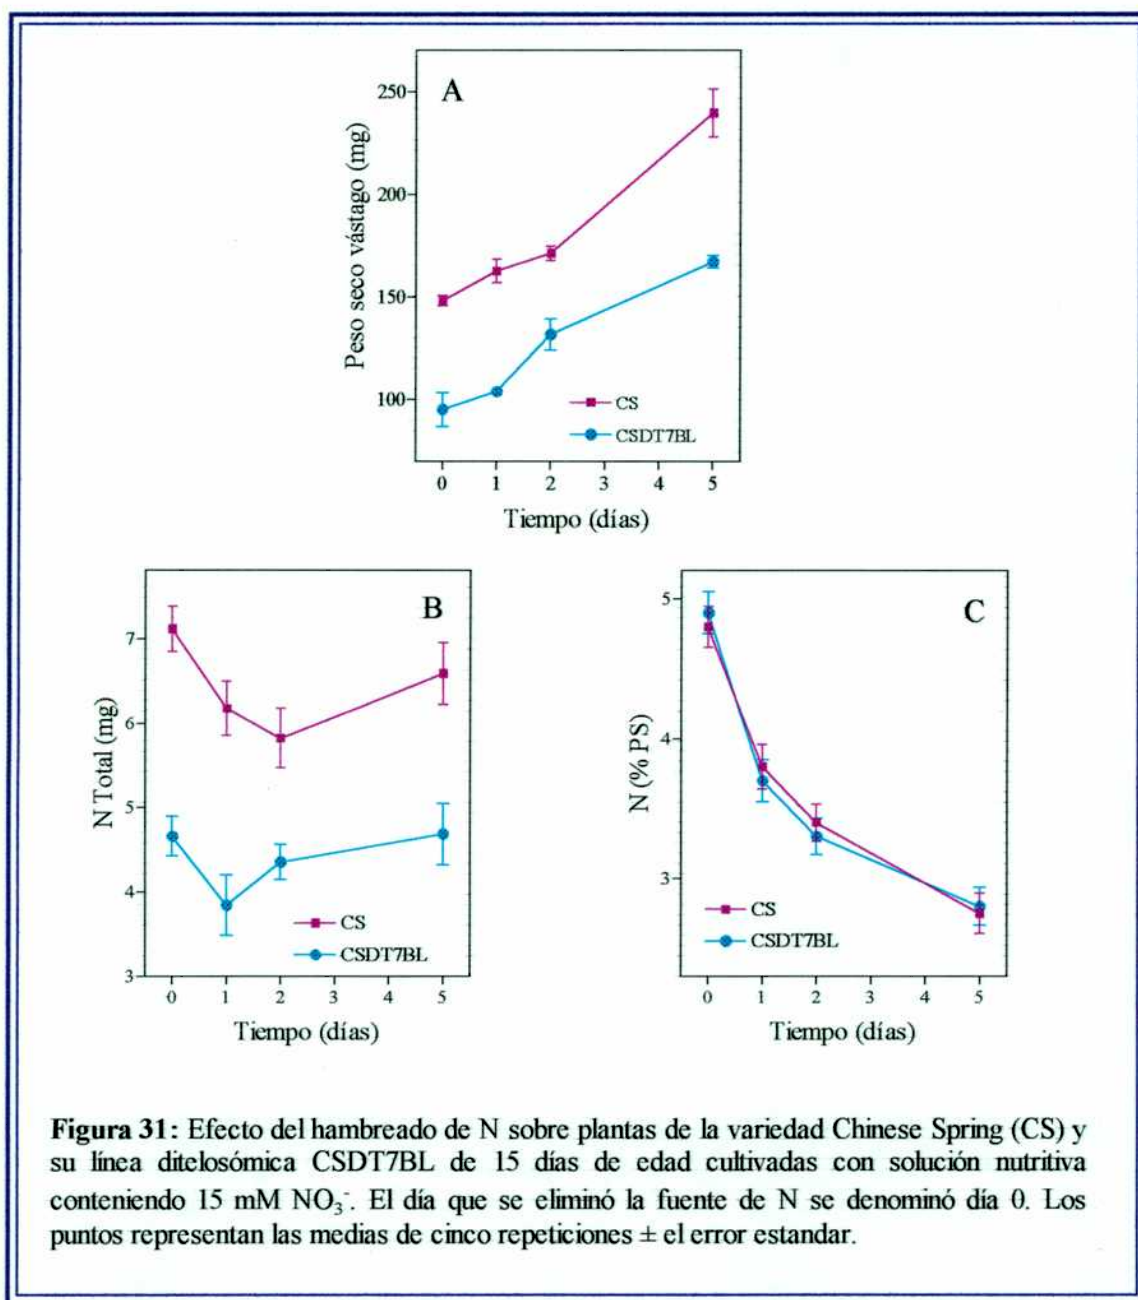 A
Peso seco vástago (mg)
250
200
150
100
CS
CSDT7BL
0 1 2 3 4 5
Tiempo (días)
B
N Total (mg)
7
6
5
4
3
CS
CSDT7BL
0 1 2 3 4 5
Tiempo (días)
C
N (% PS)
5
4
3
CS
CSDT7BL
0 1 2 3 4 5
Tiempo (días)
Figura 31: Efecto del hambreado de N sobre plantas de la variedad Chinese Spring (CS) y
su línea ditelosómica CSDT7BL de 15 días de edad cultivadas con solución nutritiva
conteniendo 15 mM NO₃⁻. El día que se eliminó la fuente de N se denominó día 0. Los
puntos representan las medias de cinco repeticiones ± el error estandar.